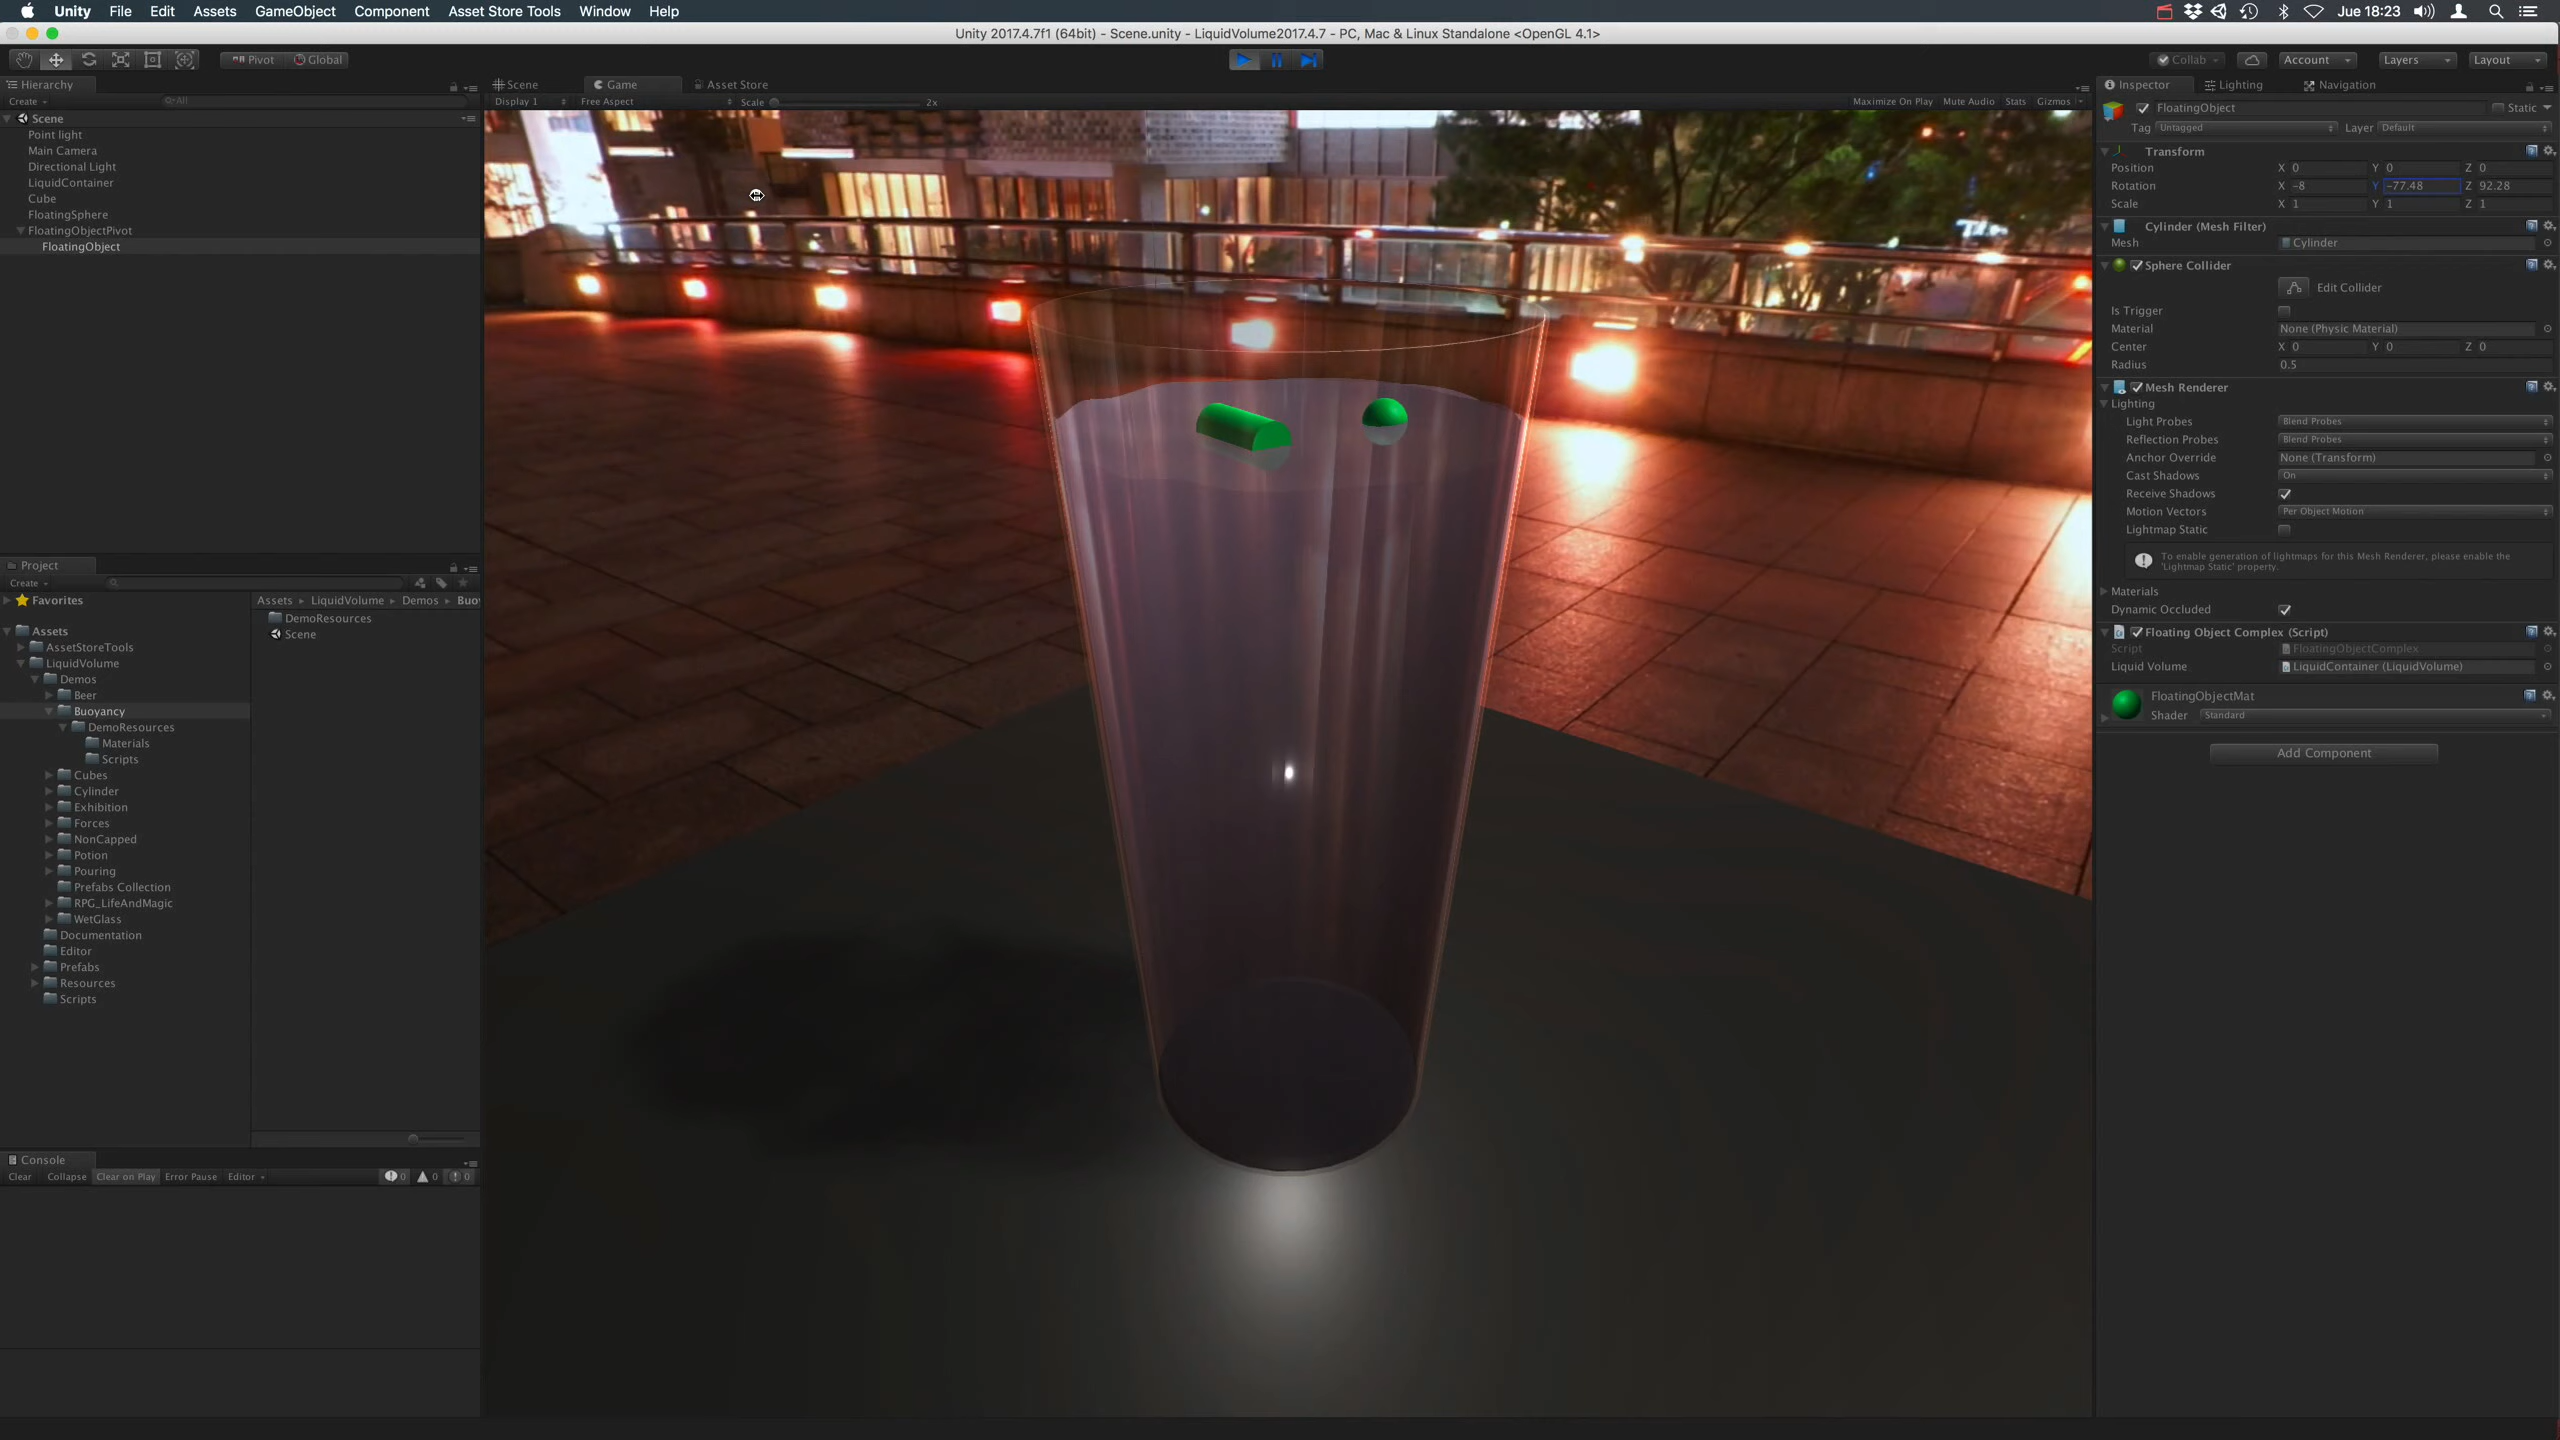 Unity File Edit Assets GameObject Component Asset Store Tools Window Help Jue 18:23
Unity 2017.4.7f1 (64bit) - Scene.unity - LiquidVolume2017.4.7 - PC, Mac & Linux Standalone <OpenGL 4.1>
Pivot Global Collab Account Layers Layout
Hierarchy
Create All
Scene
Point light
Main Camera
Directional Light
LiquidContainer
Cube
FloatingSphere
FloatingObjectPivot
FloatingObject
Project
Create
Favorites
Assets
AssetStoreTools
LiquidVolume
Demos
Beer
Buoyancy
DemoResources
Materials
Scripts
Cubes
Cylinder
Exhibition
Forces
NonCapped
Potion
Pouring
Prefabs Collection
RPG_LifeAndMagic
WetGlass
Documentation
Editor
Prefabs
Resources
Scripts
Assets LiquidVolume Demos Buo
DemoResources
Scene
Console
Clear Collapse Clear on Play Error Pause Editor 0 0 0
Scene Game Asset Store
Display 1 Free Aspect Scale 2x Maximize On Play Mute Audio Stats Gizmos
Inspector Lighting Navigation
FloatingObject Static
Tag Untagged Layer Default
Transform
Position X 0 Y 0 Z 0
Rotation X -8 Y -77.48 Z 92.28
Scale X 1 Y 1 Z 1
Cylinder (Mesh Filter)
Mesh Cylinder
Sphere Collider
Edit Collider
Is Trigger
Material None (Physic Material)
Center X 0 Y 0 Z 0
Radius 0.5
Mesh Renderer
Lighting
Light Probes Blend Probes
Reflection Probes Blend Probes
Anchor Override None (Transform)
Cast Shadows On
Receive Shadows
Motion Vectors Per Object Motion
Lightmap Static
To enable generation of lightmaps for this Mesh Renderer, please enable the
'Lightmap Static' property.
Materials
Dynamic Occluded
Floating Object Complex (Script)
Script FloatingObjectComplex
Liquid Volume LiquidContainer (LiquidVolume)
FloatingObjectMat
Shader Standard
Add Component